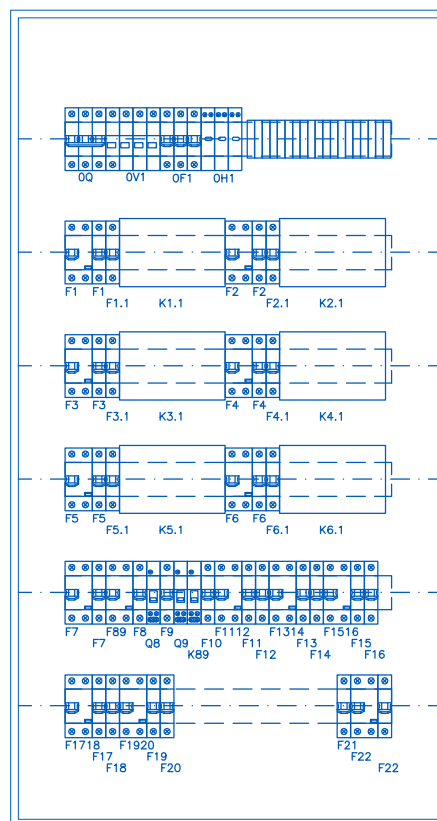 0Q 0V1 0F1 0H1
F1 F1 F2 F2
F1.1 K1.1 F2.1 K2.1
F3 F3 F4 F4
F3.1 K3.1 F4.1 K4.1
F5 F5 F6 F6
F5.1 K5.1 F6.1 K6.1
F7 F89 F8 F9 F1112 F1314 F1516
F7 Q8 Q9 F10 F11 F13 F15
K89 F12 F14 F16
F1718 F1920 F21
F17 F19 F22
F18 F20 F22